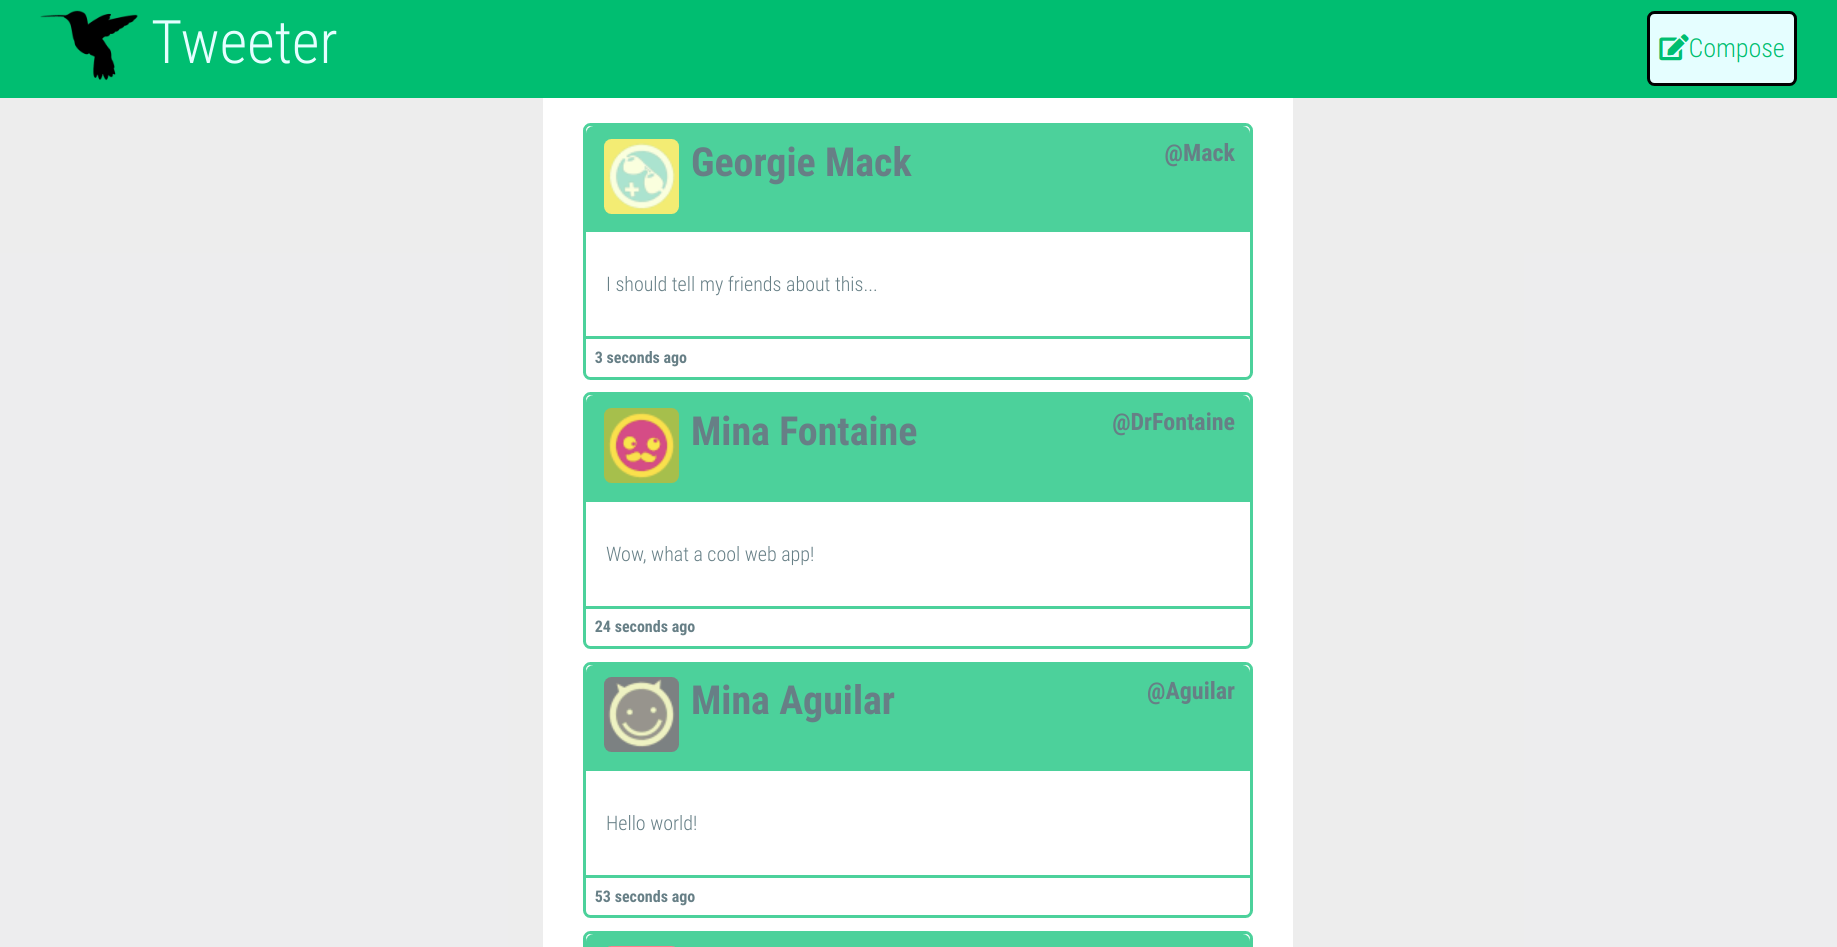 Tweeter
Compose
Georgie Mack
@Mack
I should tell my friends about this...
3 seconds ago
Mina Fontaine
@DrFontaine
Wow, what a cool web app!
24 seconds ago
Mina Aguilar
@Aguilar
Hello world!
53 seconds ago